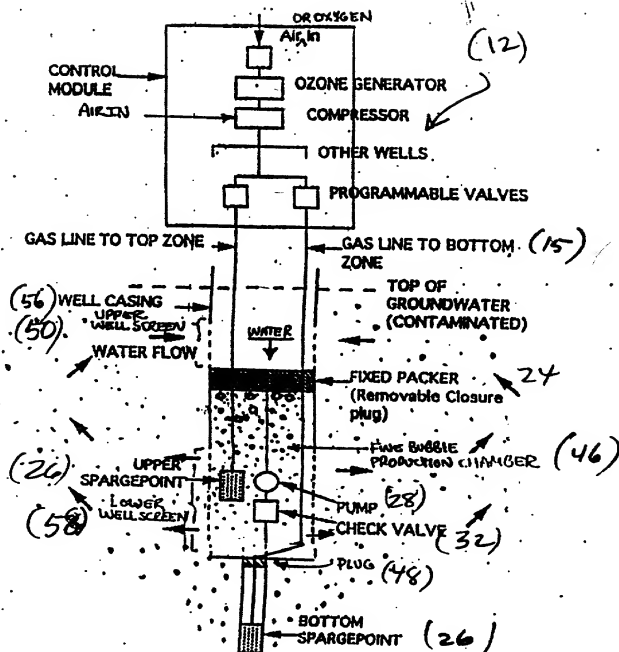 OR OXYGEN
Air In
(12)
CONTROL
MODULE
OZONE GENERATOR
AIR IN
COMPRESSOR
OTHER WELLS
PROGRAMMABLE VALVES
GAS LINE TO TOP ZONE
GAS LINE TO BOTTOM (15)
ZONE
(56) WELL CASING
TOP OF
GROUNDWATER
(CONTAMINATED)
(50) UPPER
WELL SCREEN
WATER
WATER FLOW
FIXED PACKER
24
(Removable Closure
plug)
FINE BUBBLE
PRODUCTION CHAMBER (46)
(26) UPPER
SPARGEPOINT
PUMP (28)
(58) LOWER
WELL SCREEN
CHECK VALVE (32)
PLUG (48)
BOTTOM
SPARGEPOINT (26)